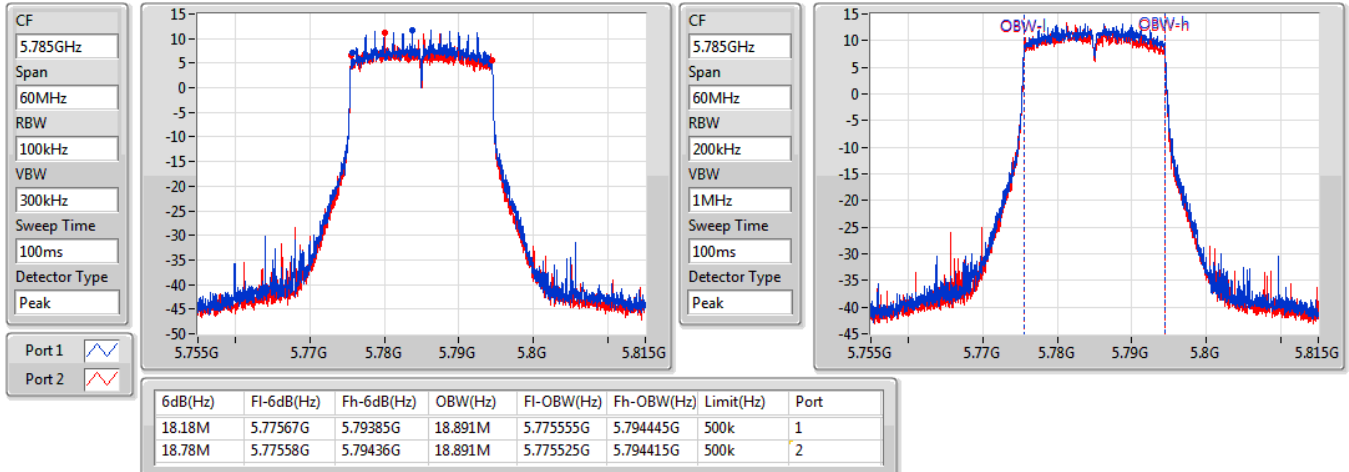 CF
5.785GHz
Span
60MHz
RBW
100kHz
VBW
300kHz
Sweep Time
100ms
Detector Type
Peak
Port 1
Port 2
15
10
5
0
-5
-10
-15
-20
-25
-30
-35
-40
-45
-50
5.755G 5.77G 5.78G 5.79G 5.8G 5.815G
CF
5.785GHz
Span
60MHz
RBW
200kHz
VBW
1MHz
Sweep Time
100ms
Detector Type
Peak
OBW-l OBW-h
15
10
5
0
-5
-10
-15
-20
-25
-30
-35
-40
-45
5.755G 5.77G 5.78G 5.79G 5.8G 5.815G
6dB(Hz) Fl-6dB(Hz) Fh-6dB(Hz) OBW(Hz) Fl-OBW(Hz) Fh-OBW(Hz) Limit(Hz) Port
18.18M 5.77567G 5.79385G 18.891M 5.775555G 5.794445G 500k 1
18.78M 5.77558G 5.79436G 18.891M 5.775525G 5.794415G 500k 2